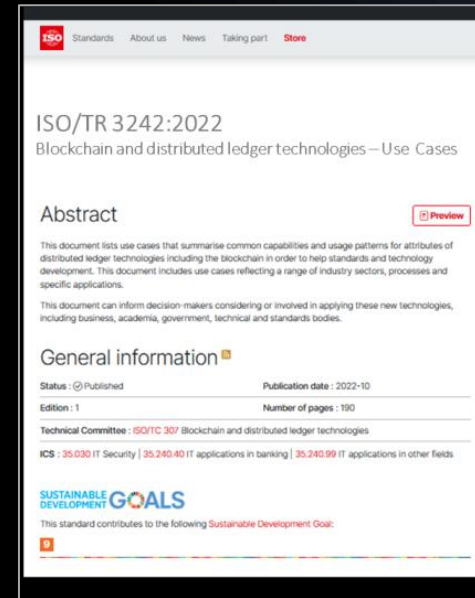 ISO Standards About us News Taking part Store
ISO/TR 3242:2022
Blockchain and distributed ledger technologies – Use Cases
Abstract
Preview
This document lists use cases that summarise common capabilities and usage patterns for attributes of
distributed ledger technologies including the blockchain in order to help standards and technology
development. This document includes use cases reflecting a range of industry sectors, processes and
specific applications.
This document can inform decision-makers considering or involved in applying these new technologies,
including business, academia, government, technical and standards bodies.
General information
Status : Published Publication date : 2022-10
Edition : 1 Number of pages : 190
Technical Committee : ISO/TC 307 Blockchain and distributed ledger technologies
ICS : 35.030 IT Security | 35.240.40 IT applications in banking | 35.240.99 IT applications in other fields
SUSTAINABLE
DEVELOPMENT GOALS
This standard contributes to the following Sustainable Development Goal:
9